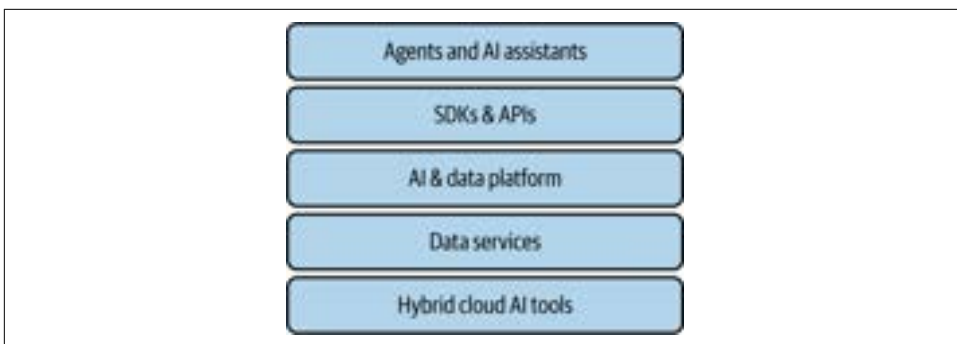 Agents and AI assistants
SDKs & APIs
AI & data platform
Data services
Hybrid cloud AI tools